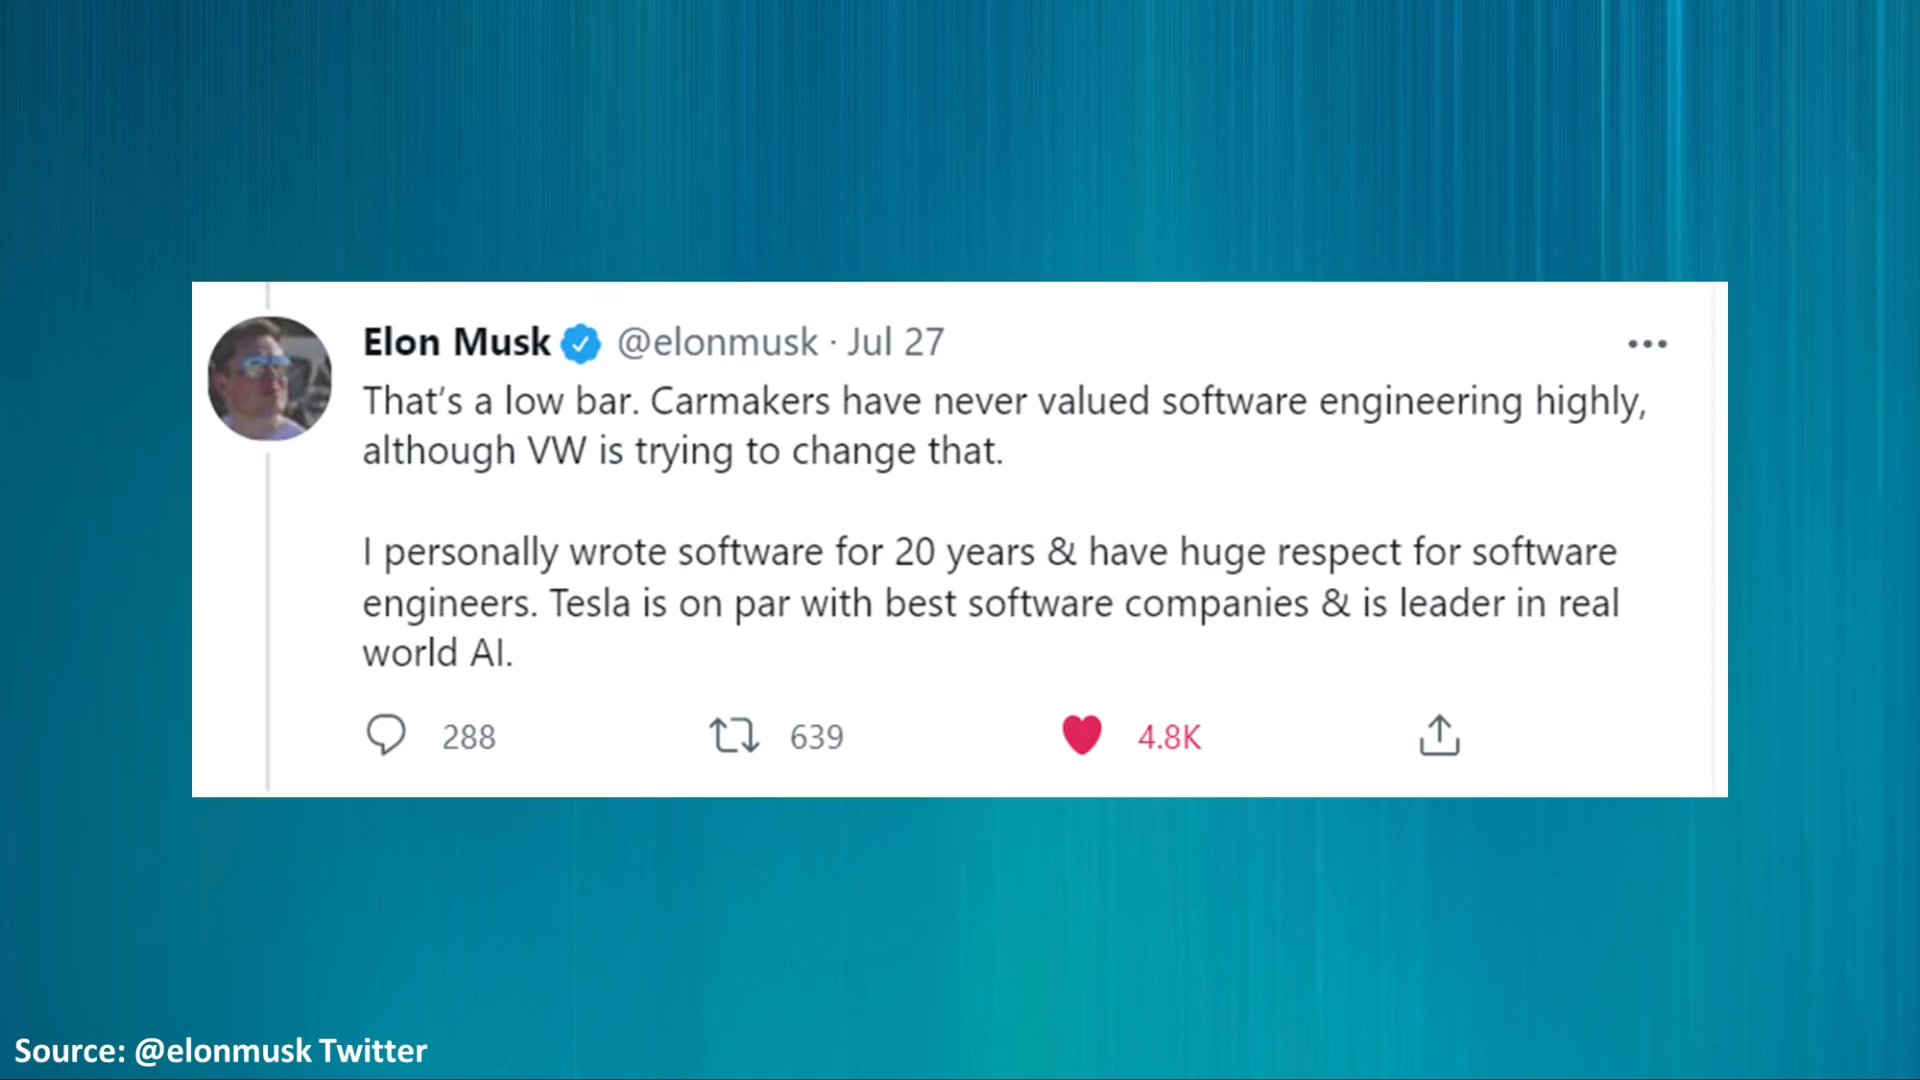 Elon Musk @elonmusk · Jul 27
That's a low bar. Carmakers have never valued software engineering highly,
although VW is trying to change that.
I personally wrote software for 20 years & have huge respect for software
engineers. Tesla is on par with best software companies & is leader in real
world AI.
288 639 4.8K
Source: @elonmusk Twitter